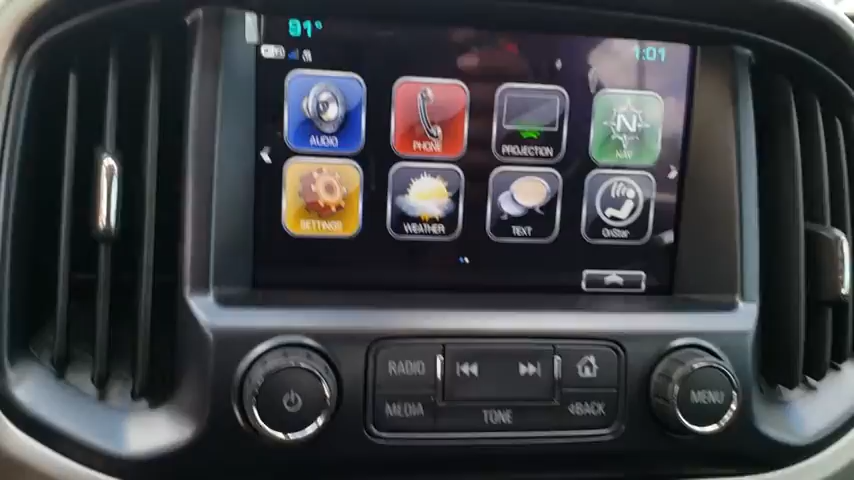 91°
1:01
AUDIO
PHONE
PROJECTION
N
NAV
SETTINGS
WEATHER
TEXT
OnStar
RADIO
MEDIA
TONE
BACK
MENU